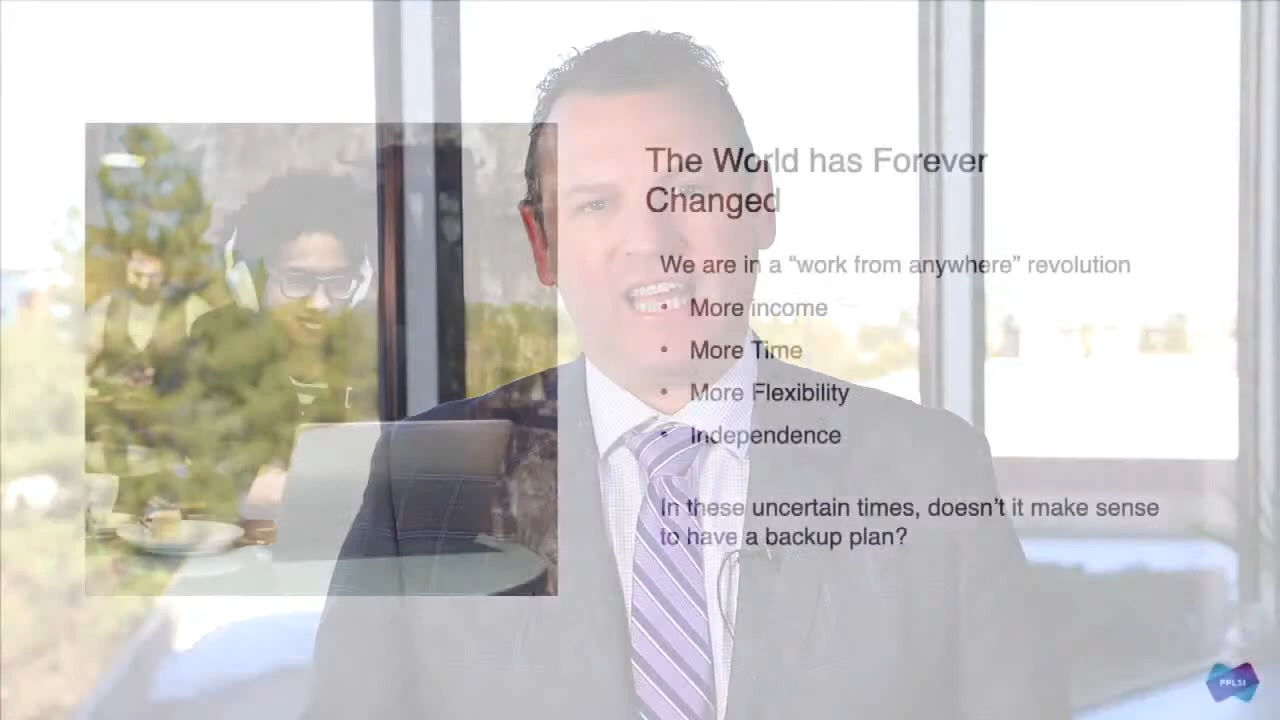 The World has Forever
Changed
We are in a “work from anywhere” revolution
• More income
• More Time
• More Flexibility
• Independence
In these uncertain times, doesn’t it make sense
to have a backup plan?
PPLSI